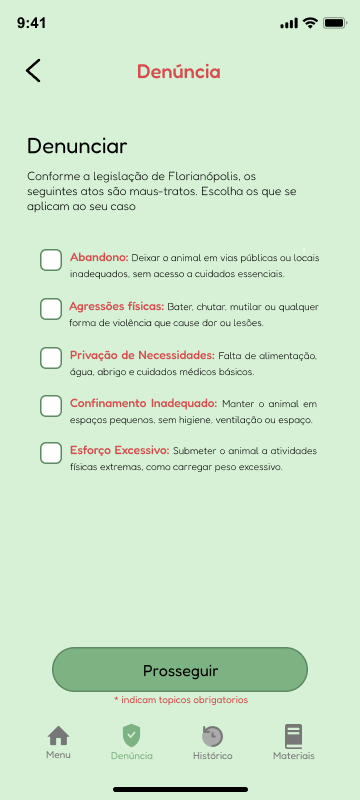 9:41
Denúncia
Denunciar
Conforme a legislação de Florianópolis, os
seguintes atos são maus-tratos. Escolha os que se
aplicam ao seu caso
Abandono: Deixar o animal em vias públicas ou locais
inadequados, sem acesso a cuidados essenciais.
Agressões físicas: Bater, chutar, mutilar ou qualquer
forma de violência que cause dor ou lesões.
Privação de Necessidades: Falta de alimentação,
água, abrigo e cuidados médicos básicos.
Confinamento Inadequado: Manter o animal em
espaços pequenos, sem higiene, ventilação ou espaço.
Esforço Excessivo: Submeter o animal a atividades
físicas extremas, como carregar peso excessivo.
Prosseguir
* indicam topicos obrigatorios
Menu
Denúncia
Histórico
Materiais